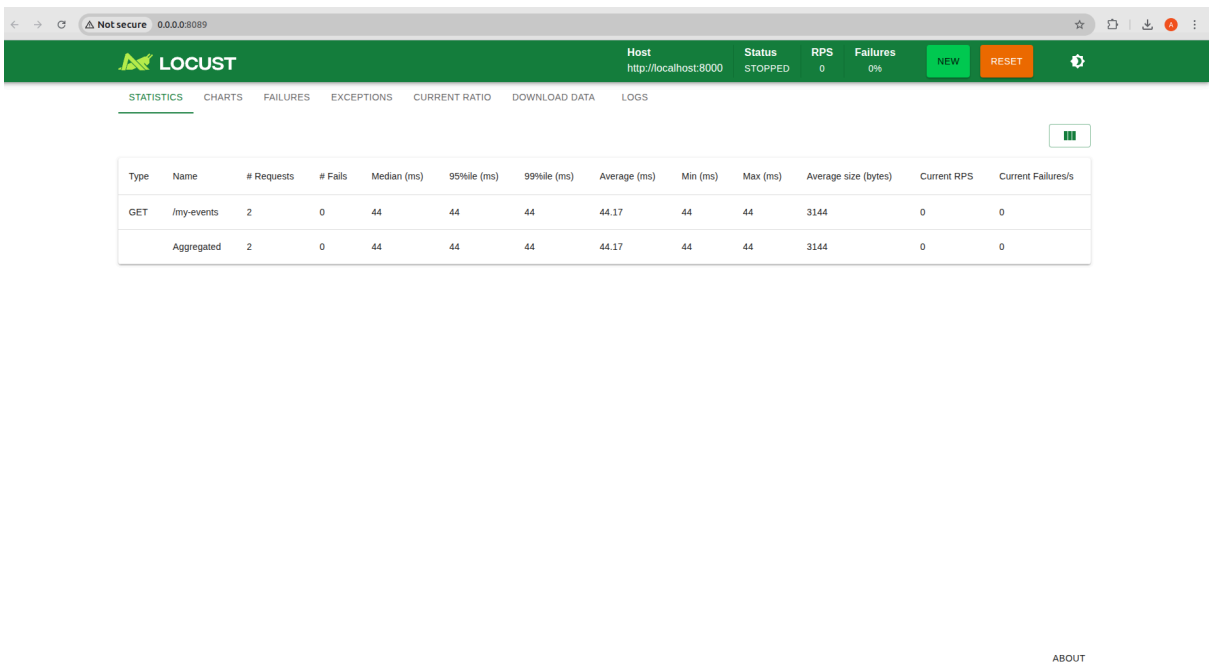 Not secure 0.0.0.0:8089 A
LOCUST
Host Status RPS Failures
http://localhost:8000 STOPPED 0 0% NEW RESET
STATISTICS CHARTS FAILURES EXCEPTIONS CURRENT RATIO DOWNLOAD DATA LOGS
Type Name # Requests # Fails Median (ms) 95%ile (ms) 99%ile (ms) Average (ms) Min (ms) Max (ms) Average size (bytes) Current RPS Current Failures/s
GET /my-events 2 0 44 44 44 44.17 44 44 3144 0 0
Aggregated 2 0 44 44 44 44.17 44 44 3144 0 0
ABOUT